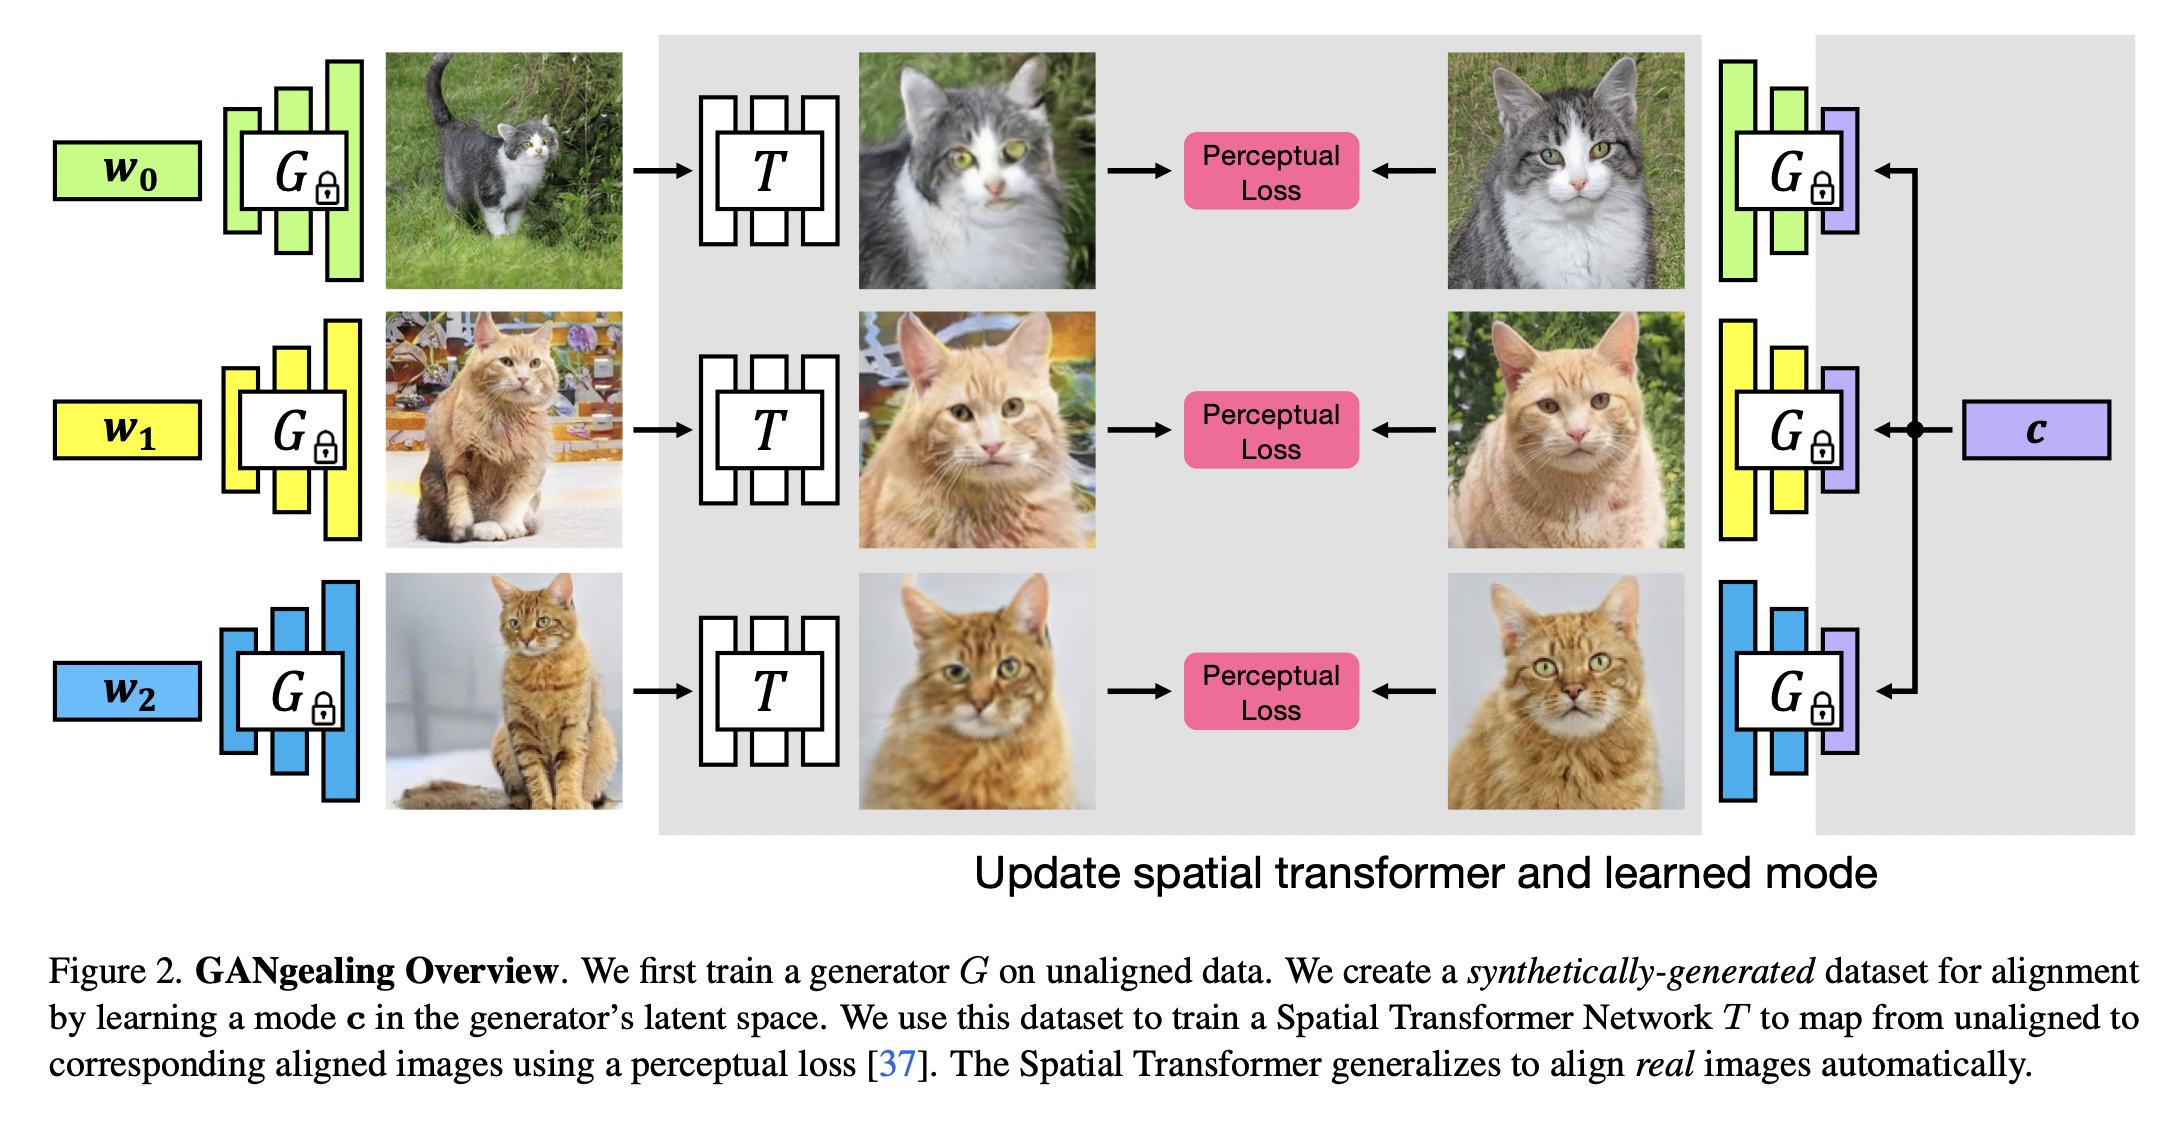 w0 G T Perceptual Loss G
w1 G T Perceptual Loss G c
w2 G T Perceptual Loss G
Update spatial transformer and learned mode
Figure 2. GANgealing Overview. We first train a generator G on unaligned data. We create a synthetically-generated dataset for alignment
by learning a mode c in the generator's latent space. We use this dataset to train a Spatial Transformer Network T to map from unaligned to
corresponding aligned images using a perceptual loss [37]. The Spatial Transformer generalizes to align real images automatically.